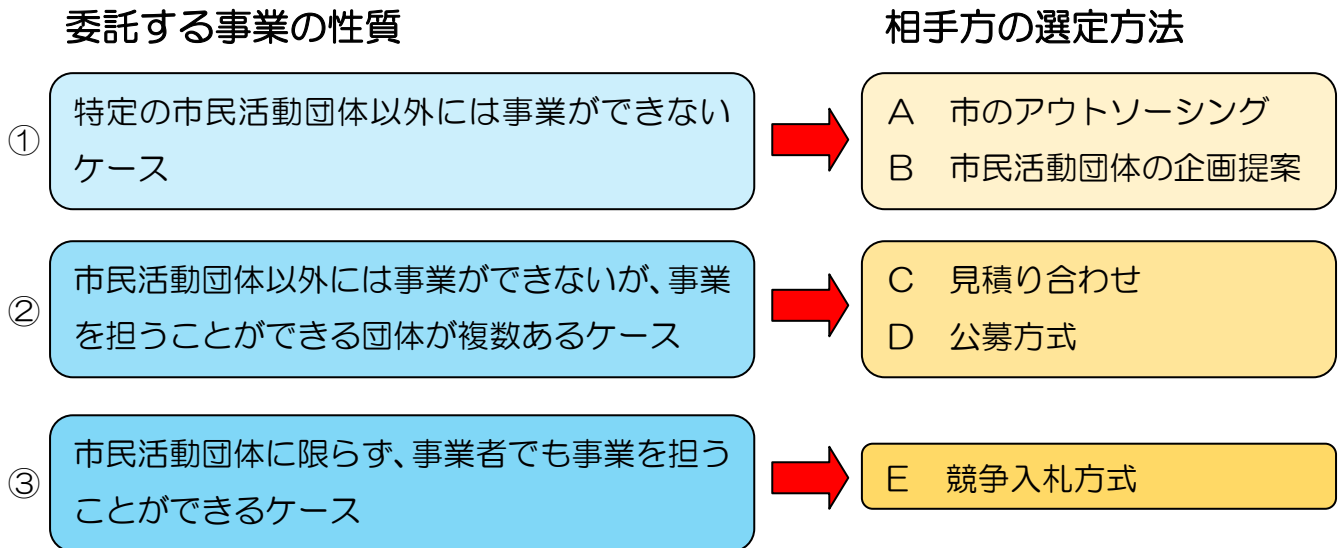 委託する事業の性質
相手方の選定方法
①
特定の市民活動団体以外には事業ができない
ケース
A 市のアウトソーシング
B 市民活動団体の企画提案
②
市民活動団体以外には事業ができないが、事業
を担うことができる団体が複数あるケース
C 見積り合わせ
D 公募方式
③
市民活動団体に限らず、事業者でも事業を担う
ことができるケース
E 競争入札方式